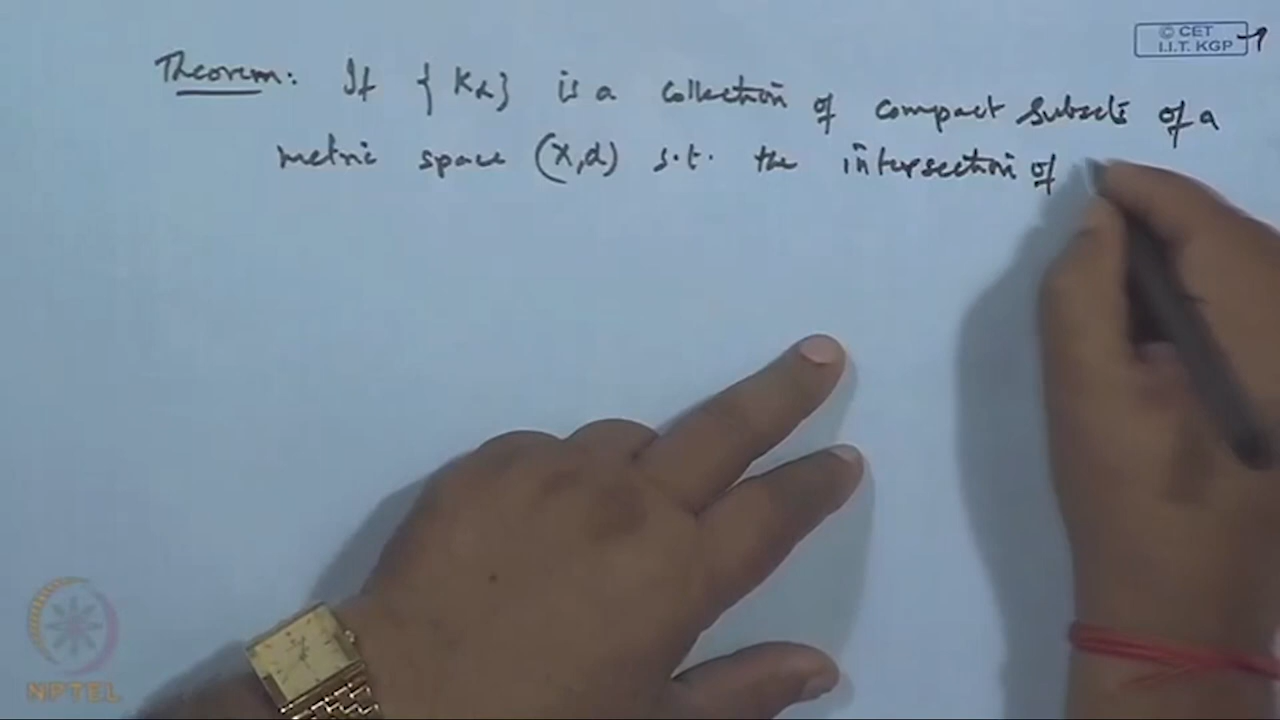 © CET
I.I.T. KGP
Theorem: If {Kα} is a collection of compact subsets of a
metric space (X,d) s.t. the intersection of
NPTEL